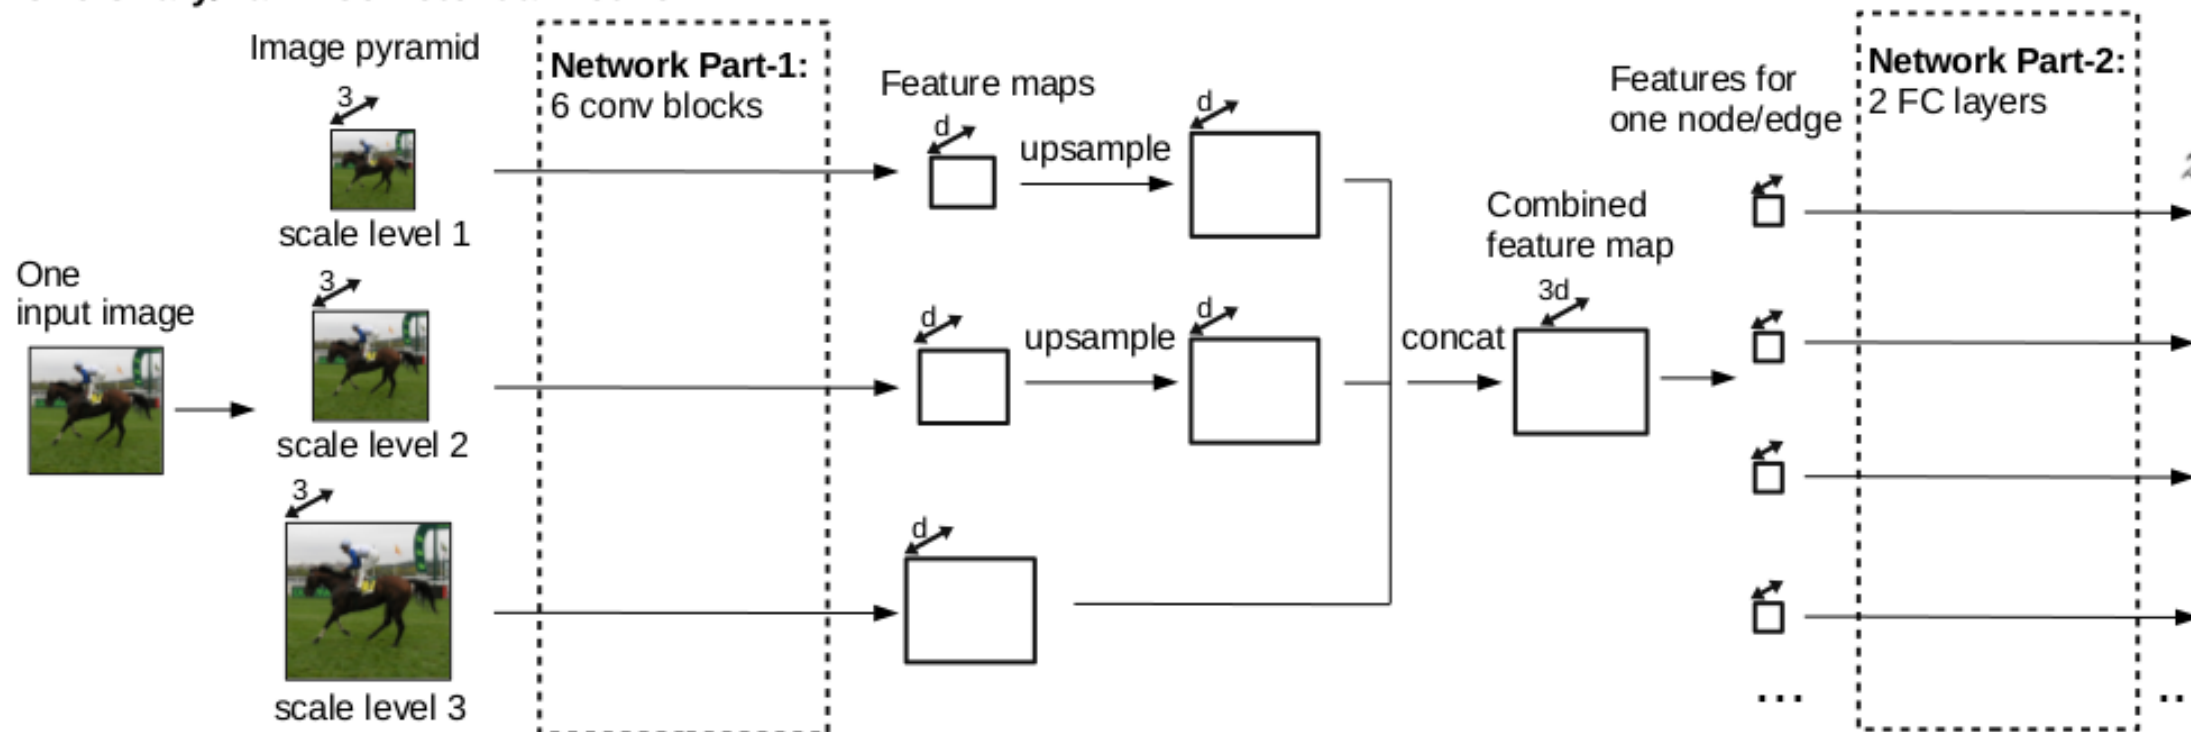 Image pyramid
3
scale level 1
One
input image
3
scale level 2
3
scale level 3
Network Part-1:
6 conv blocks
Feature maps
d
upsample
d
d
upsample
d
d
concat
Combined
feature map
3d
Features for
one node/edge
...
Network Part-2:
2 FC layers
..